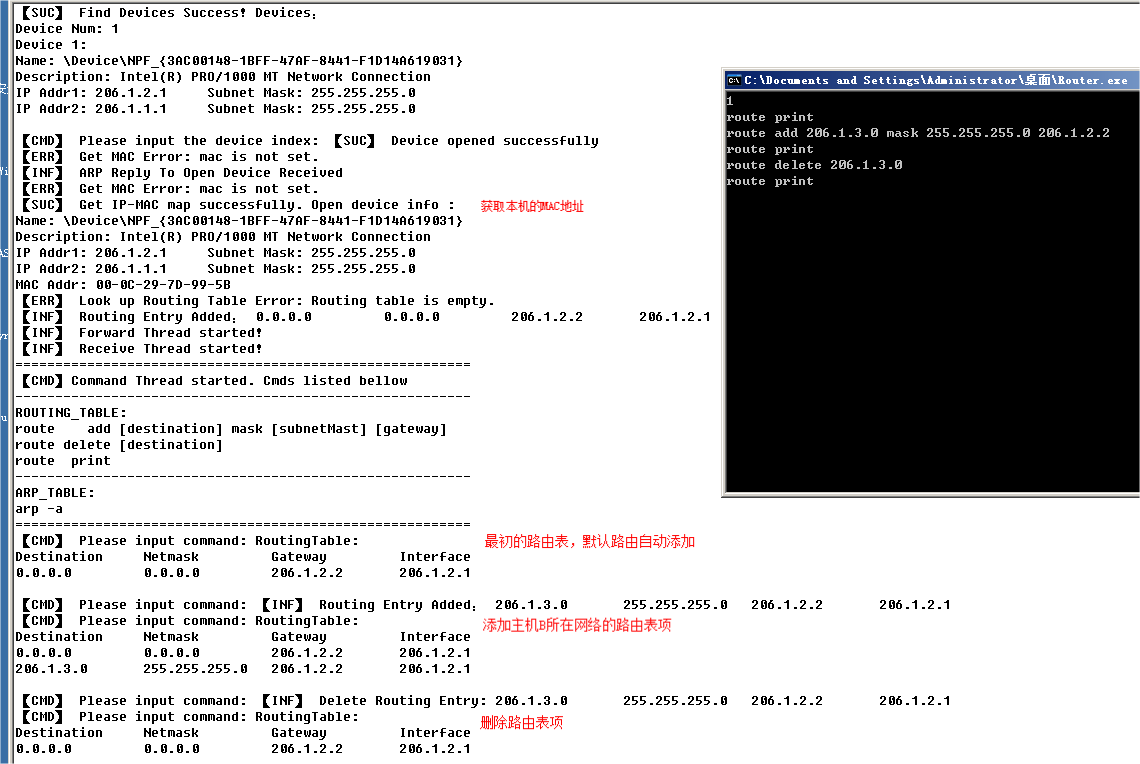 【SUC】 Find Devices Success! Devices：
Device Num: 1
Device 1:
Name: \Device\NPF_{3AC00148-1BFF-47AF-8441-F1D14A619031}
Description: Intel(R) PRO/1000 MT Network Connection
IP Addr1: 206.1.2.1     Subnet Mask: 255.255.255.0
IP Addr2: 206.1.1.1     Subnet Mask: 255.255.255.0
【CMD】 Please input the device index: 【SUC】 Device opened successfully
【ERR】 Get MAC Error: mac is not set.
【INF】 ARP Reply To Open Device Received
【ERR】 Get MAC Error: mac is not set.
【SUC】 Get IP-MAC map successfully. Open device info : 获取本机的MAC地址
Name: \Device\NPF_{3AC00148-1BFF-47AF-8441-F1D14A619031}
Description: Intel(R) PRO/1000 MT Network Connection
IP Addr1: 206.1.2.1     Subnet Mask: 255.255.255.0
IP Addr2: 206.1.1.1     Subnet Mask: 255.255.255.0
MAC Addr: 00-0C-29-7D-99-5B
【ERR】 Look up Routing Table Error: Routing table is empty.
【INF】 Routing Entry Added： 0.0.0.0         0.0.0.0         206.1.2.2       206.1.2.1
【INF】 Forward Thread started!
【INF】 Receive Thread started!
=========================================================
【CMD】Command Thread started. Cmds listed bellow
---------------------------------------------------------
ROUTING_TABLE:
route    add [destination] mask [subnetMast] [gateway]
route delete [destination]
route  print
---------------------------------------------------------
ARP_TABLE:
arp -a
=========================================================
【CMD】 Please input command: RoutingTable: 最初的路由表，默认路由自动添加
Destination     Netmask         Gateway         Interface
0.0.0.0         0.0.0.0         206.1.2.2       206.1.2.1
【CMD】 Please input command: 【INF】 Routing Entry Added： 206.1.3.0       255.255.255.0   206.1.2.2       206.1.2.1
【CMD】 Please input command: RoutingTable: 添加主机B所在网络的路由表项
Destination     Netmask         Gateway         Interface
0.0.0.0         0.0.0.0         206.1.2.2       206.1.2.1
206.1.3.0       255.255.255.0   206.1.2.2       206.1.2.1
【CMD】 Please input command: 【INF】 Delete Routing Entry: 206.1.3.0       255.255.255.0   206.1.2.2       206.1.2.1
【CMD】 Please input command: RoutingTable: 删除路由表项
Destination     Netmask         Gateway         Interface
0.0.0.0         0.0.0.0         206.1.2.2       206.1.2.1
C:\Documents and Settings\Administrator\桌面\Router.exe
1
route print
route add 206.1.3.0 mask 255.255.255.0 206.1.2.2
route print
route delete 206.1.3.0
route print